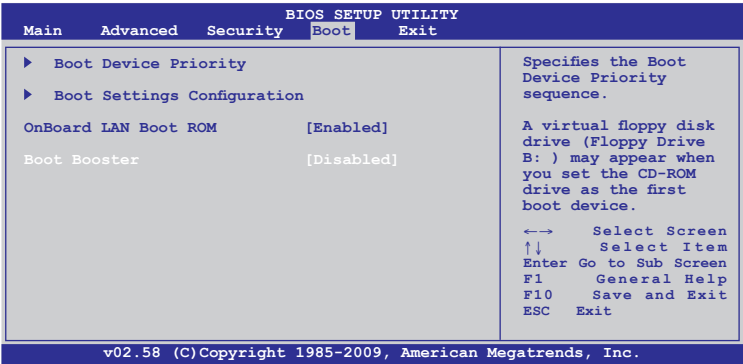 BIOS SETUP UTILITY
Main Advanced Security Boot Exit
Boot Device Priority
Boot Settings Configuration
OnBoard LAN Boot ROM [Enabled]
Boot Booster [Disabled]
Specifies the Boot
Device Priority
sequence.
A virtual floppy disk
drive (Floppy Drive
B: ) may appear when
you set the CD-ROM
drive as the first
boot device.
←→ Select Screen
↑↓ Select Item
Enter Go to Sub Screen
F1 General Help
F10 Save and Exit
ESC Exit
v02.58 (C)Copyright 1985-2009, American Megatrends, Inc.